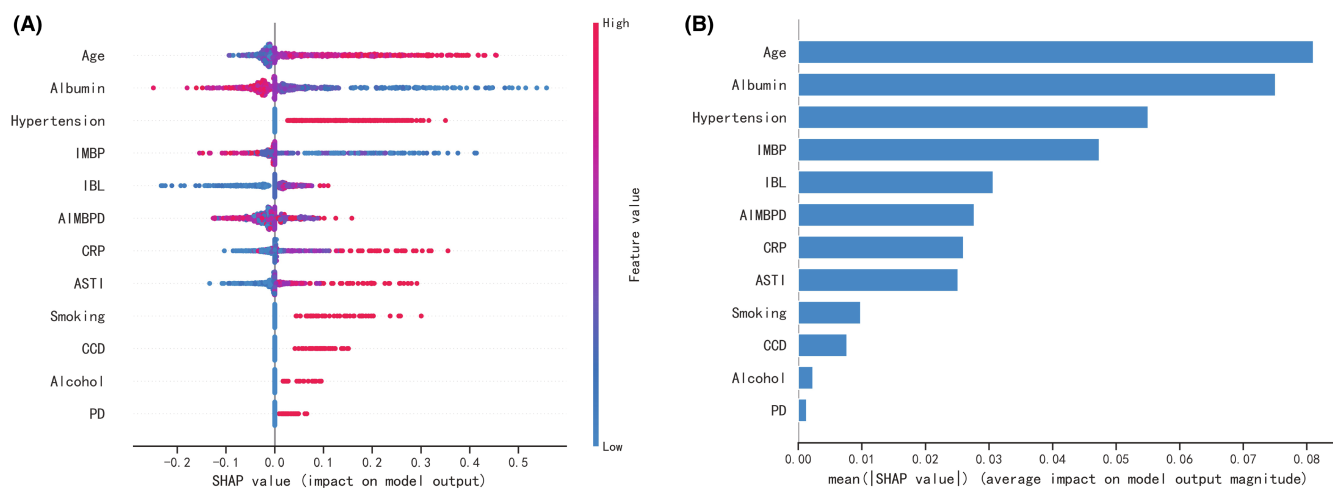 (A)
High
Age
Albumin
Hypertension
IMBP
IBL
AIMBPD
CRP
ASTI
Smoking
CCD
Alcohol
PD
Feature value
Low
-0.2 -0.1 0.0 0.1 0.2 0.3 0.4 0.5
SHAP value (impact on model output)
(B)
Age
Albumin
Hypertension
IMBP
IBL
AIMBPD
CRP
ASTI
Smoking
CCD
Alcohol
PD
0.00 0.01 0.02 0.03 0.04 0.05 0.06 0.07 0.08
mean(|SHAP value|) (average impact on model output magnitude)